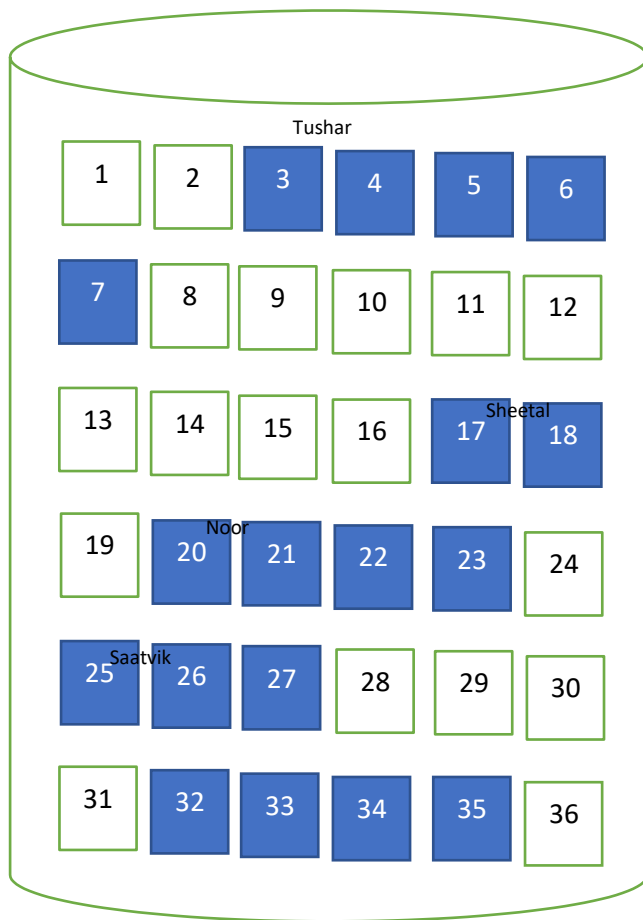 Tushar
1 2 3 4 5 6
7 8 9 10 11 12
13 14 15 16 17 Sheetal 18
19 20 Noor 21 22 23 24
25 Saatvik 26 27 28 29 30
31 32 33 34 35 36